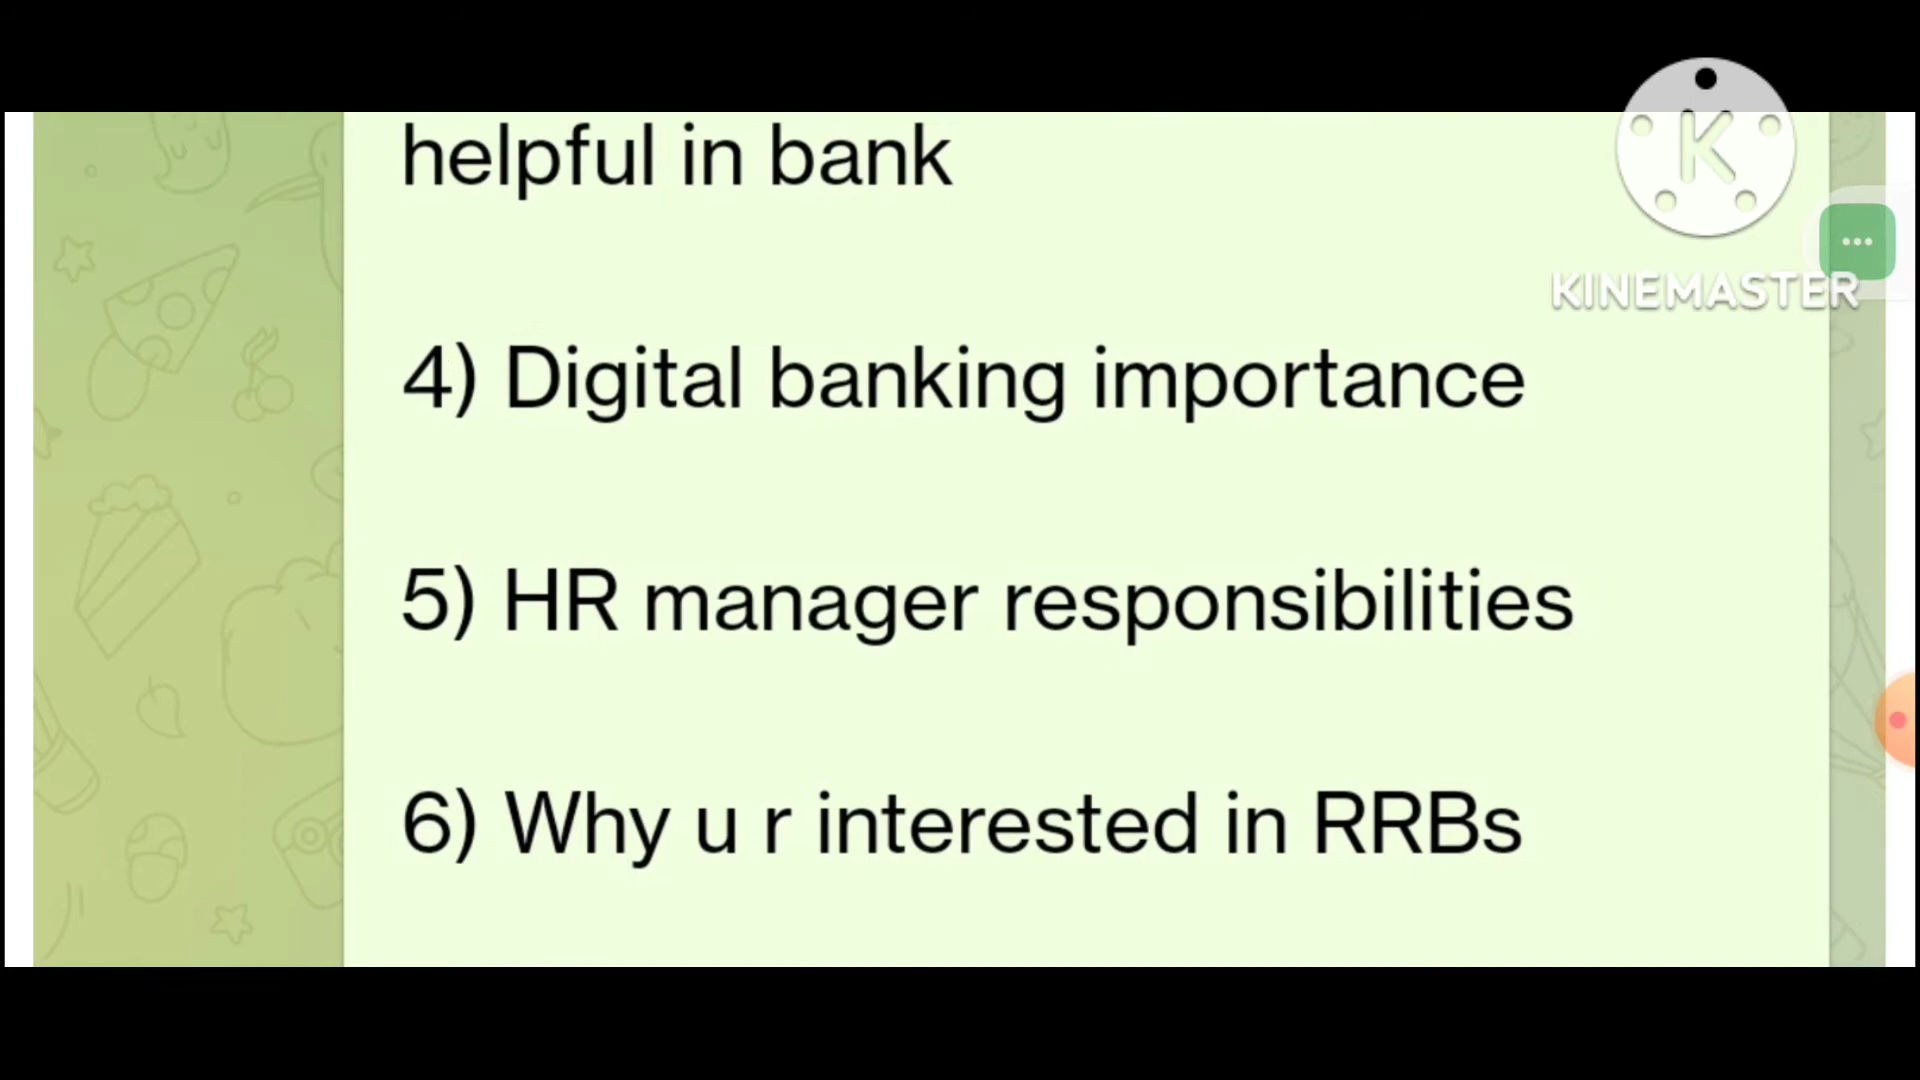 helpful in bank
K
KINEMASTER
4) Digital banking importance
5) HR manager responsibilities
6) Why u r interested in RRBs